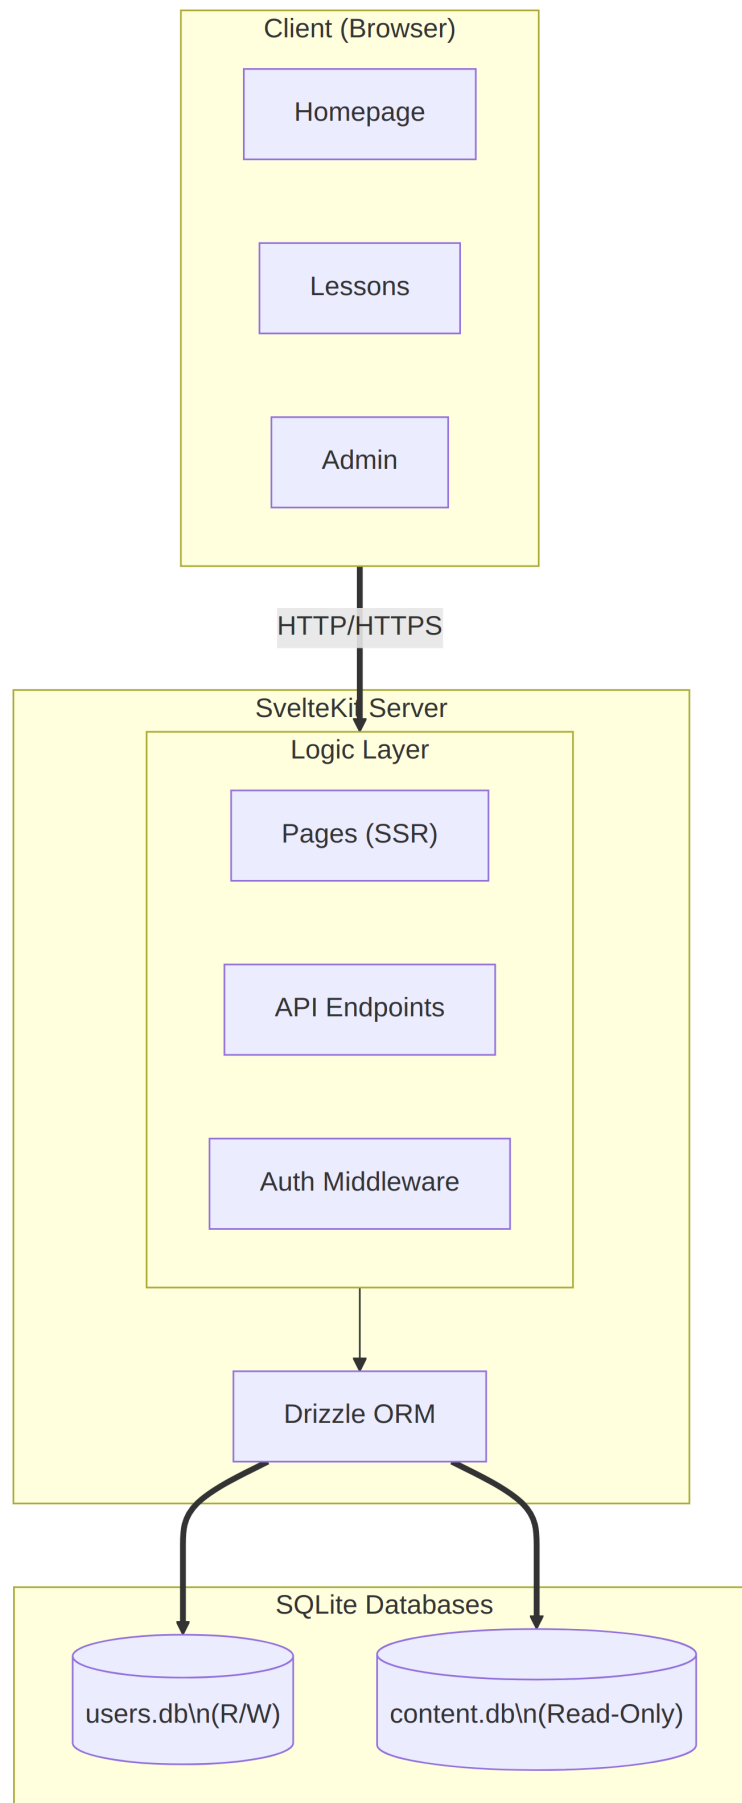 Client (Browser)
Homepage
Lessons
Admin
HTTP/HTTPS
SvelteKit Server
Logic Layer
Pages (SSR)
API Endpoints
Auth Middleware
Drizzle ORM
SQLite Databases
users.db\n(R/W)
content.db\n(Read-Only)